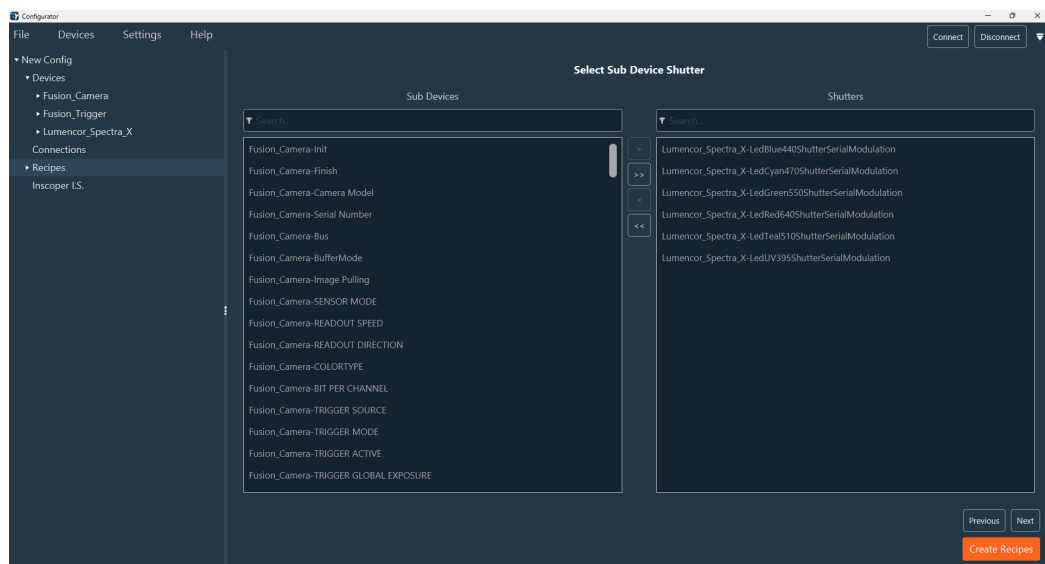 Configurator
File Devices Settings Help
Connect Disconnect
New Config
Devices
Fusion_Camera
Fusion_Trigger
Lumencor_Spectra_X
Connections
Recipes
Inscoper I.S.
Select Sub Device Shutter
Sub Devices
Search...
Fusion_Camera-Init
Fusion_Camera-Finish
Fusion_Camera-Camera Model
Fusion_Camera-Serial Number
Fusion_Camera-Bus
Fusion_Camera-BufferMode
Fusion_Camera-Image Pulling
Fusion_Camera-SENSOR MODE
Fusion_Camera-READOUT SPEED
Fusion_Camera-READOUT DIRECTION
Fusion_Camera-COLORTYPE
Fusion_Camera-BIT PER CHANNEL
Fusion_Camera-TRIGGER SOURCE
Fusion_Camera-TRIGGER MODE
Fusion_Camera-TRIGGER ACTIVE
Fusion_Camera-TRIGGER GLOBAL EXPOSURE
>
>>
<
<<
Shutters
Search...
Lumencor_Spectra_X-LedBlue440ShutterSerialModulation
Lumencor_Spectra_X-LedCyan470ShutterSerialModulation
Lumencor_Spectra_X-LedGreen550ShutterSerialModulation
Lumencor_Spectra_X-LedRed640ShutterSerialModulation
Lumencor_Spectra_X-LedTeal510ShutterSerialModulation
Lumencor_Spectra_X-LedUV395ShutterSerialModulation
Previous Next
Create Recipes